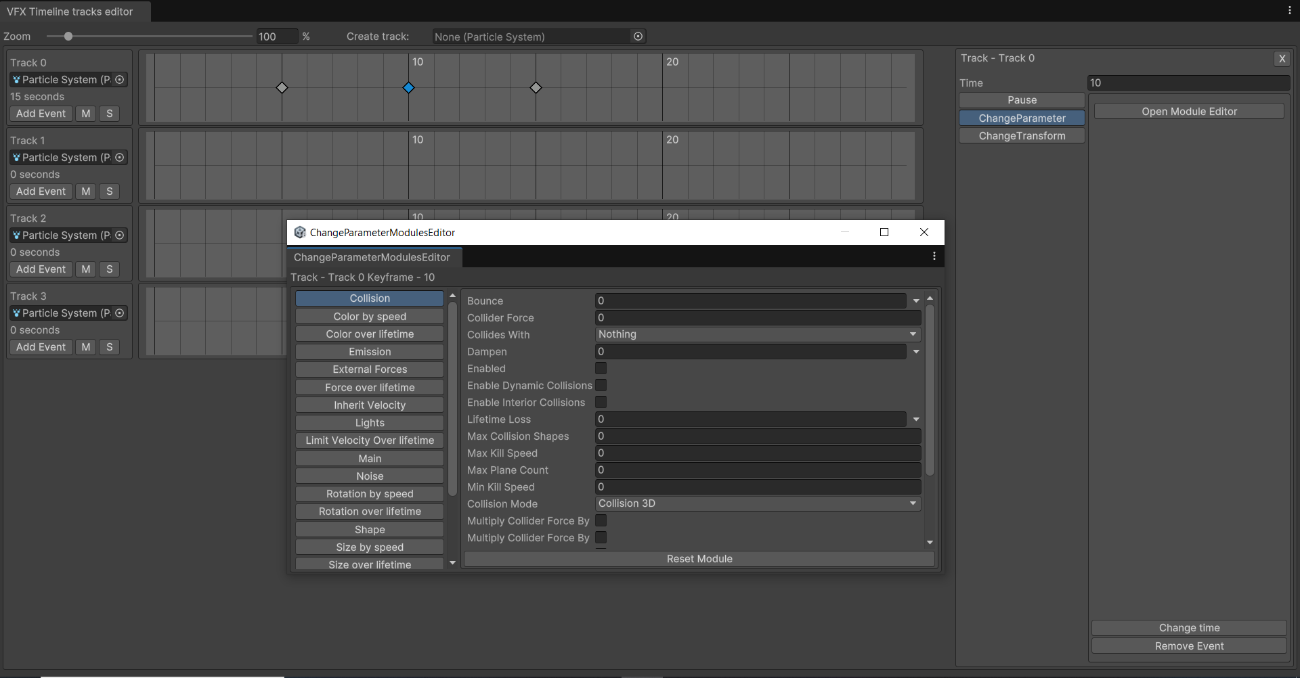 VFX Timeline tracks editor
Zoom 100 % Create track: None (Particle System)
Track 0
Particle System (P.
15 seconds
Add Event M S
10 20
Track 1
Particle System (P.
0 seconds
Add Event M S
10 20
Track 2
Particle System (P.
0 seconds
Add Event M S
10 20
Track 3
Particle System (P.
0 seconds
Add Event M S
Track - Track 0 X
Time 10
Pause
ChangeParameter
ChangeTransform
Open Module Editor
Change time
Remove Event
ChangeParameterModulesEditor
ChangeParameterModulesEditor
Track - Track 0 Keyframe - 10
Collision
Color by speed
Color over lifetime
Emission
External Forces
Force over lifetime
Inherit Velocity
Lights
Limit Velocity Over lifetime
Main
Noise
Rotation by speed
Rotation over lifetime
Shape
Size by speed
Size over lifetime
Bounce 0
Collider Force 0
Collides With Nothing
Dampen 0
Enabled
Enable Dynamic Collisions
Enable Interior Collisions
Lifetime Loss 0
Max Collision Shapes 0
Max Kill Speed 0
Max Plane Count 0
Min Kill Speed 0
Collision Mode Collision 3D
Multiply Collider Force By
Multiply Collider Force By
Reset Module